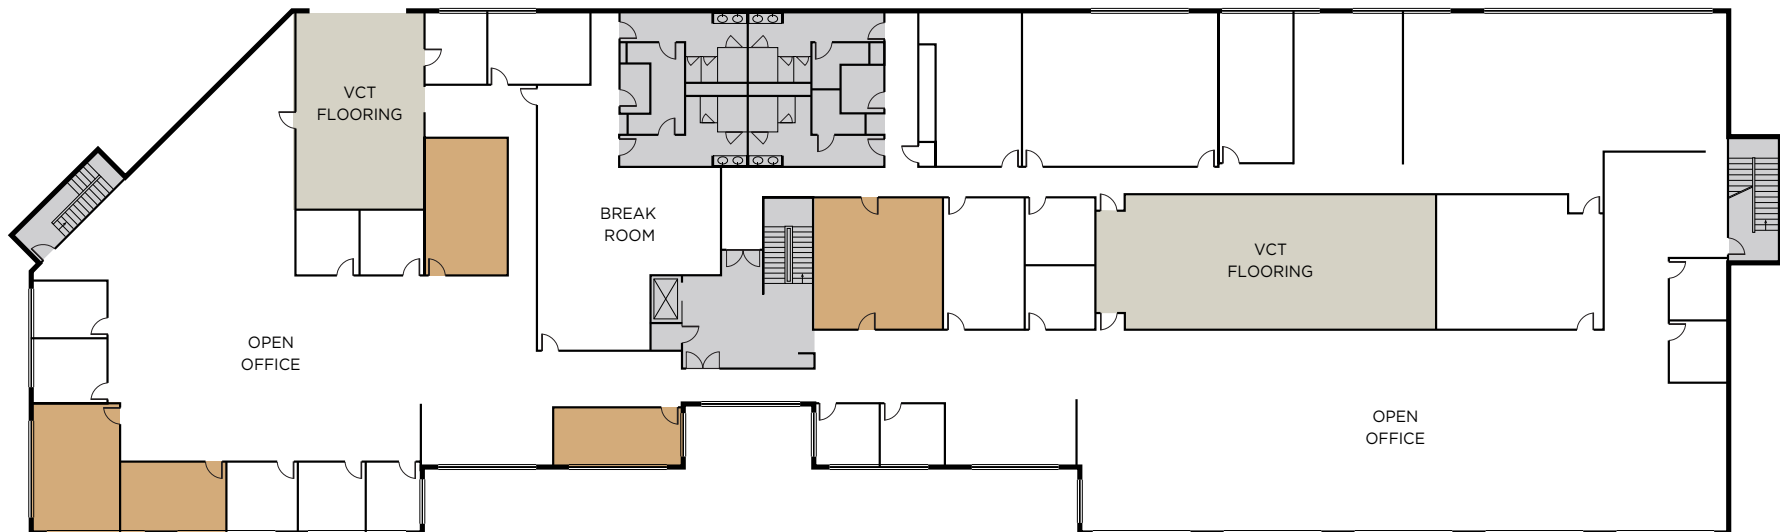 VCT
FLOORING
BREAK
ROOM
VCT
FLOORING
OPEN
OFFICE
OPEN
OFFICE